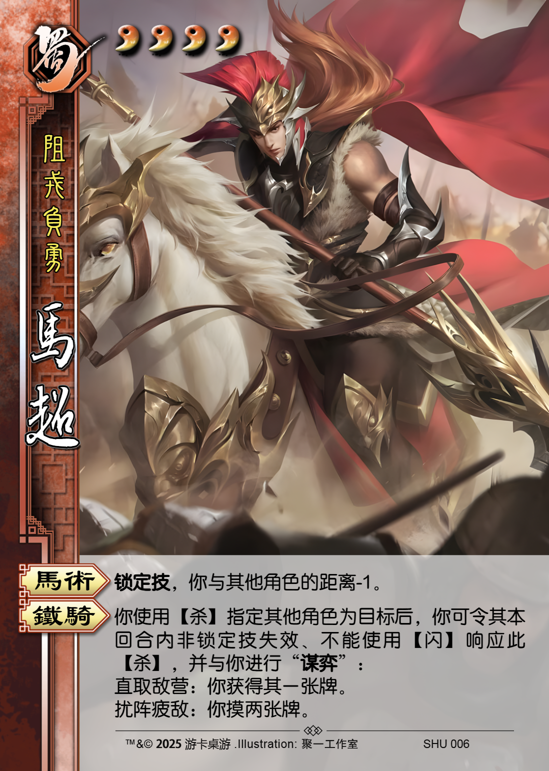 蜀
阻戎負勇
馬超
馬術
锁定技，你与其他角色的距离-1。
鐵騎
你使用【杀】指定其他角色为目标后，你可令其本
回合内非锁定技失效、不能使用【闪】响应此
【杀】，并与你进行“谋弈”：
直取敌营：你获得其一张牌。
扰阵疲敌：你摸两张牌。
™&© 2025 游卡桌游 .Illustration: 聚一工作室
SHU 006